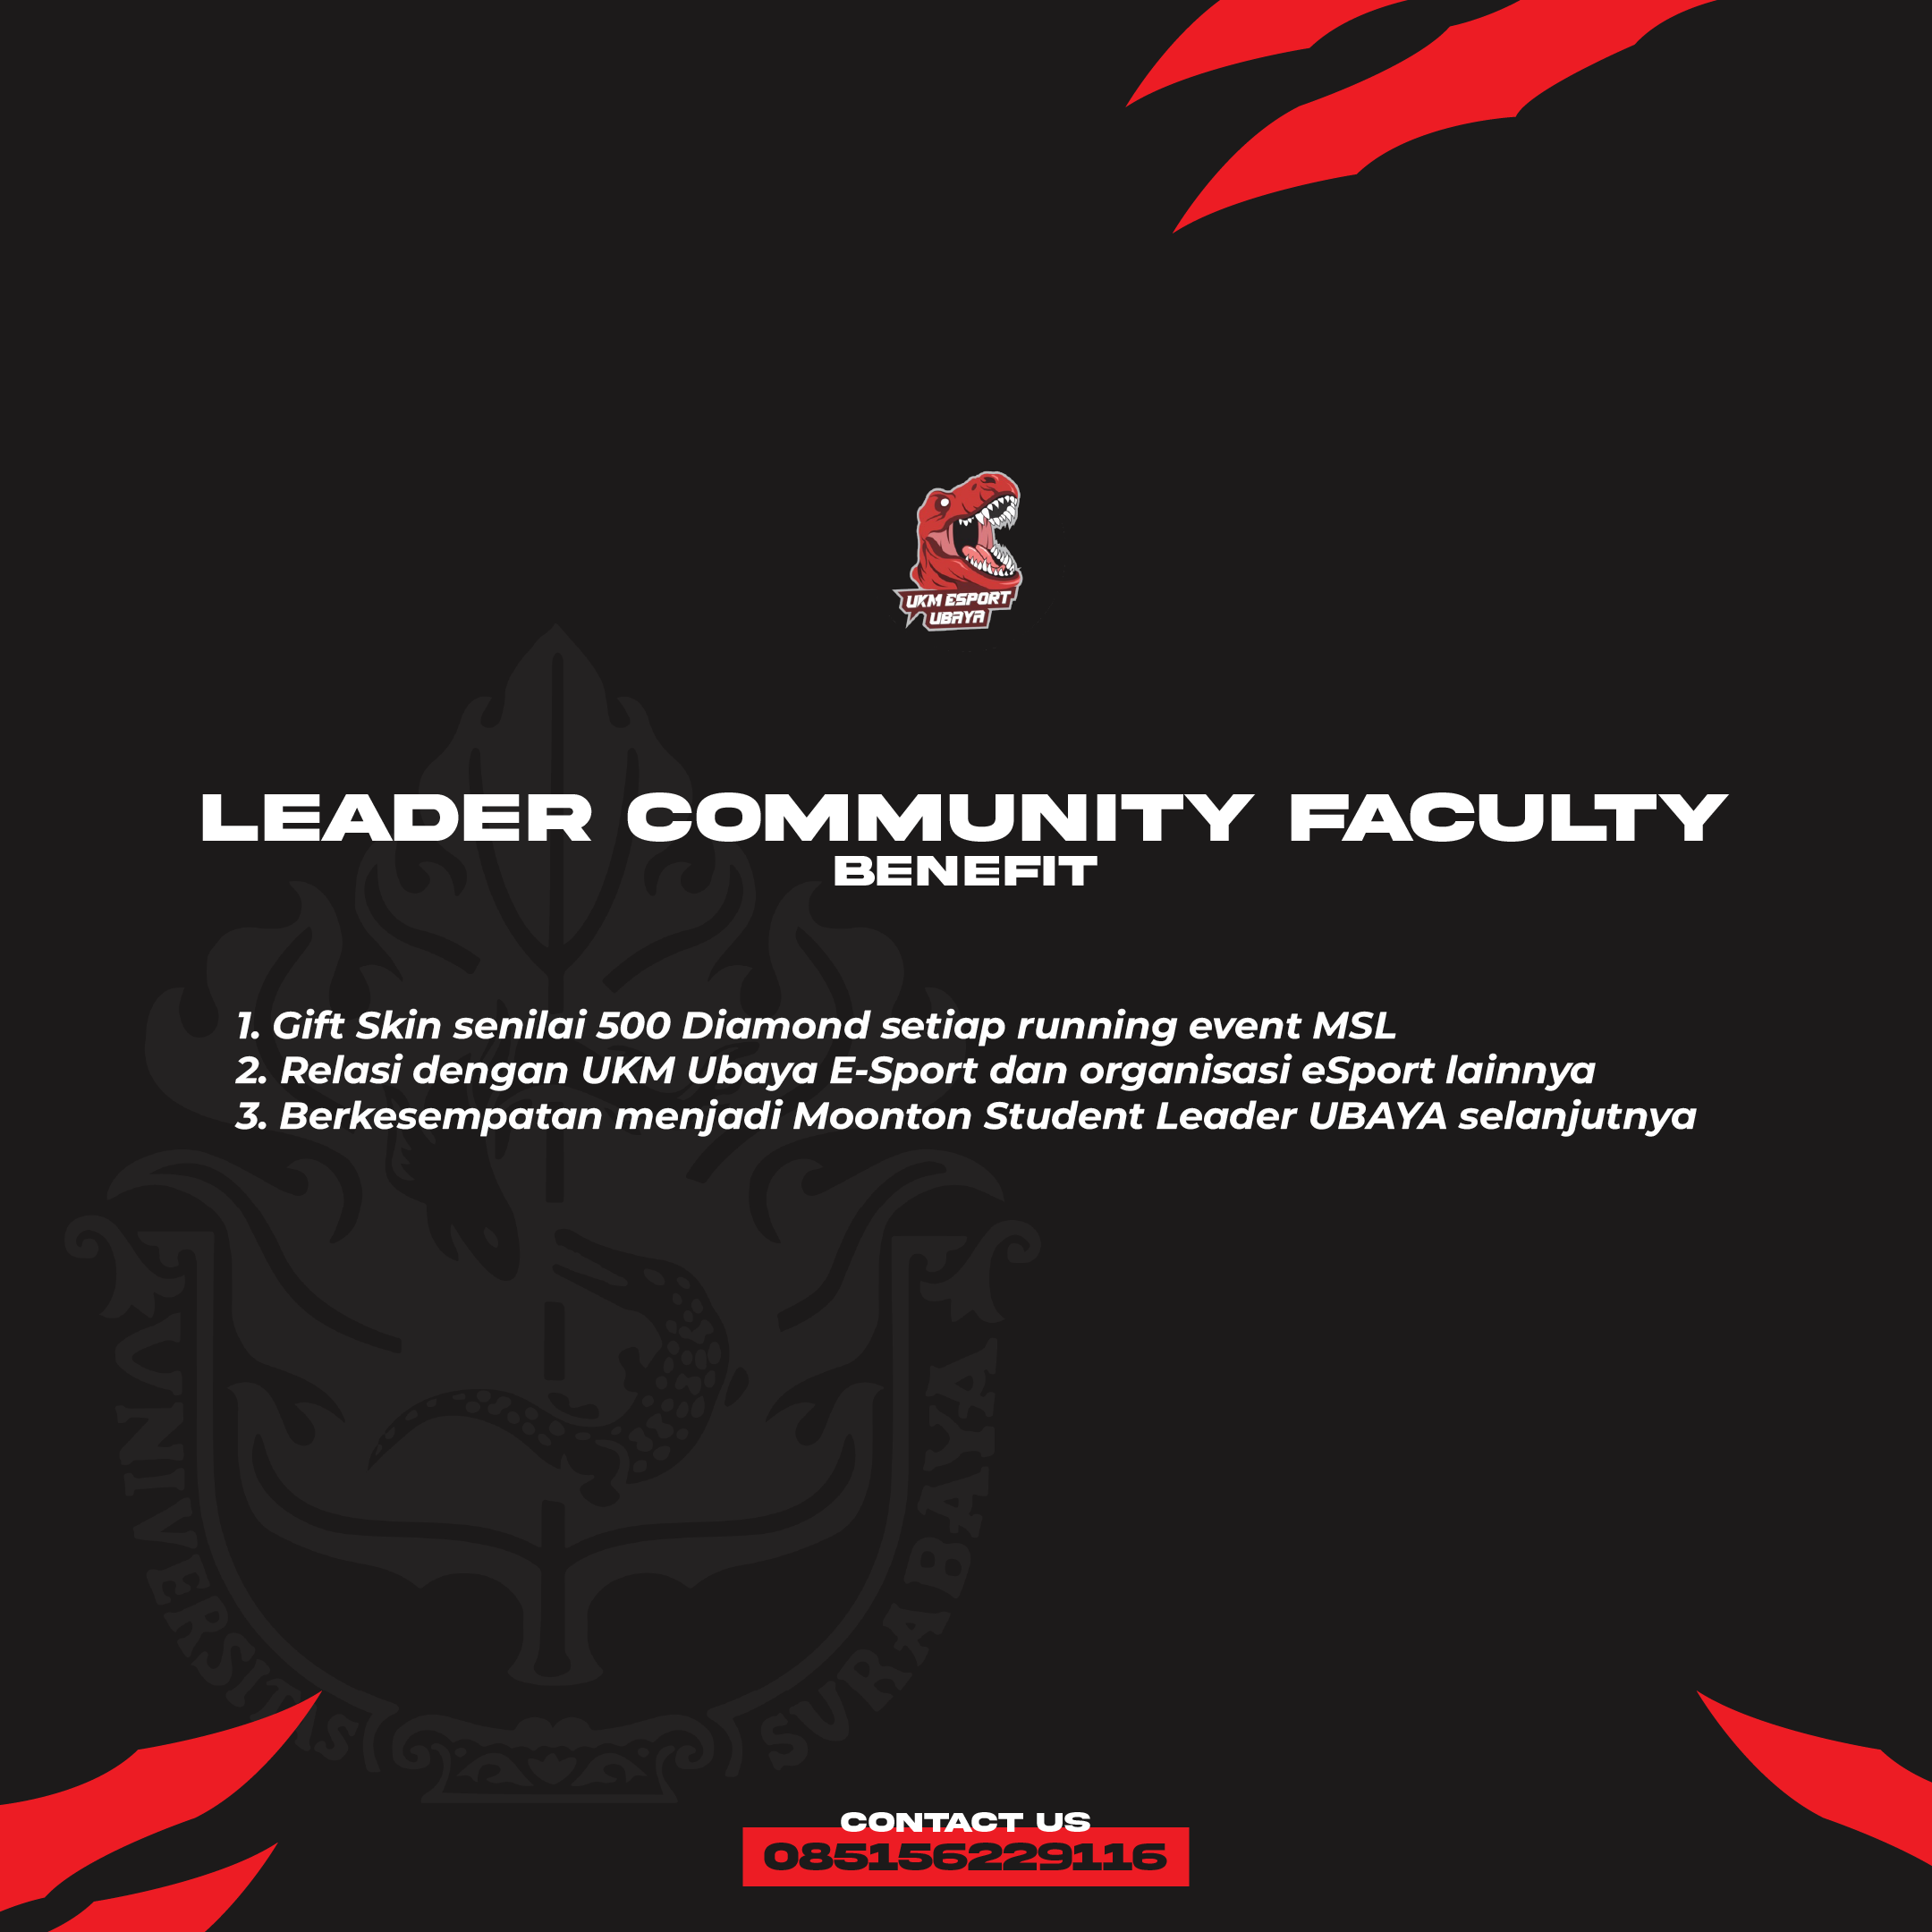 UKM ESPORT
UBAYA
LEADER COMMUNITY FACULTY
BENEFIT
1. Gift Skin senilai 500 Diamond setiap running event MSL
2. Relasi dengan UKM Ubaya E-Sport dan organisasi eSport lainnya
3. Berkesempatan menjadi Moonton Student Leader UBAYA selanjutnya
UNIVERSITAS SURABAYA
CONTACT US
085156229116